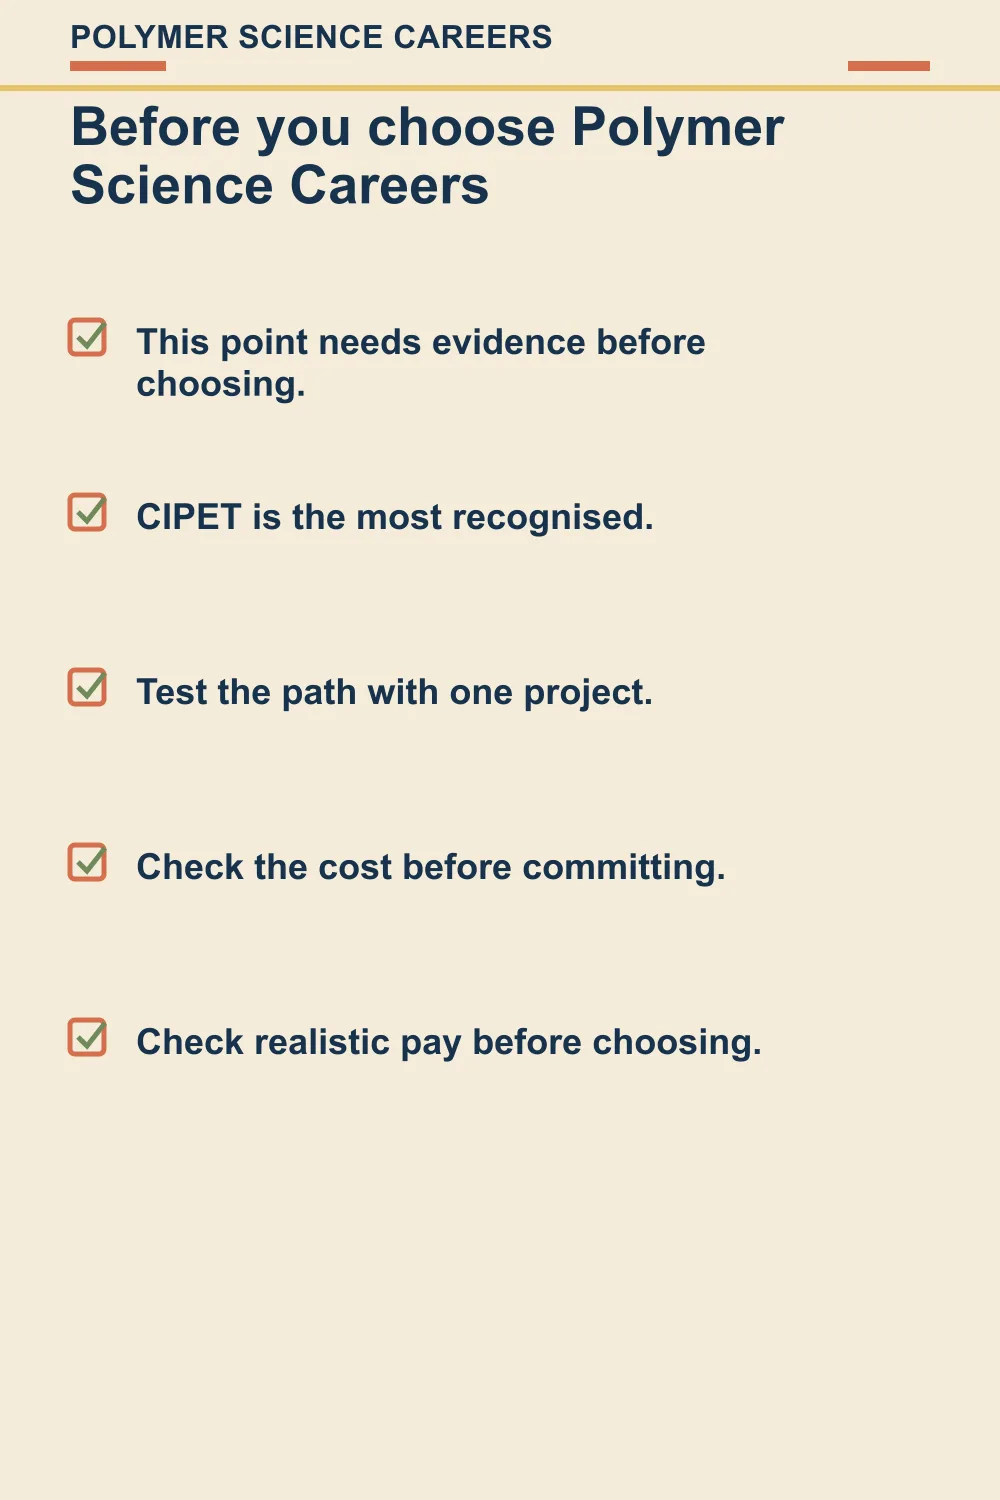 POLYMER SCIENCE CAREERS
Before you choose Polymer
Science Careers
This point needs evidence before
choosing.
CIPET is the most recognised.
Test the path with one project.
Check the cost before committing.
Check realistic pay before choosing.